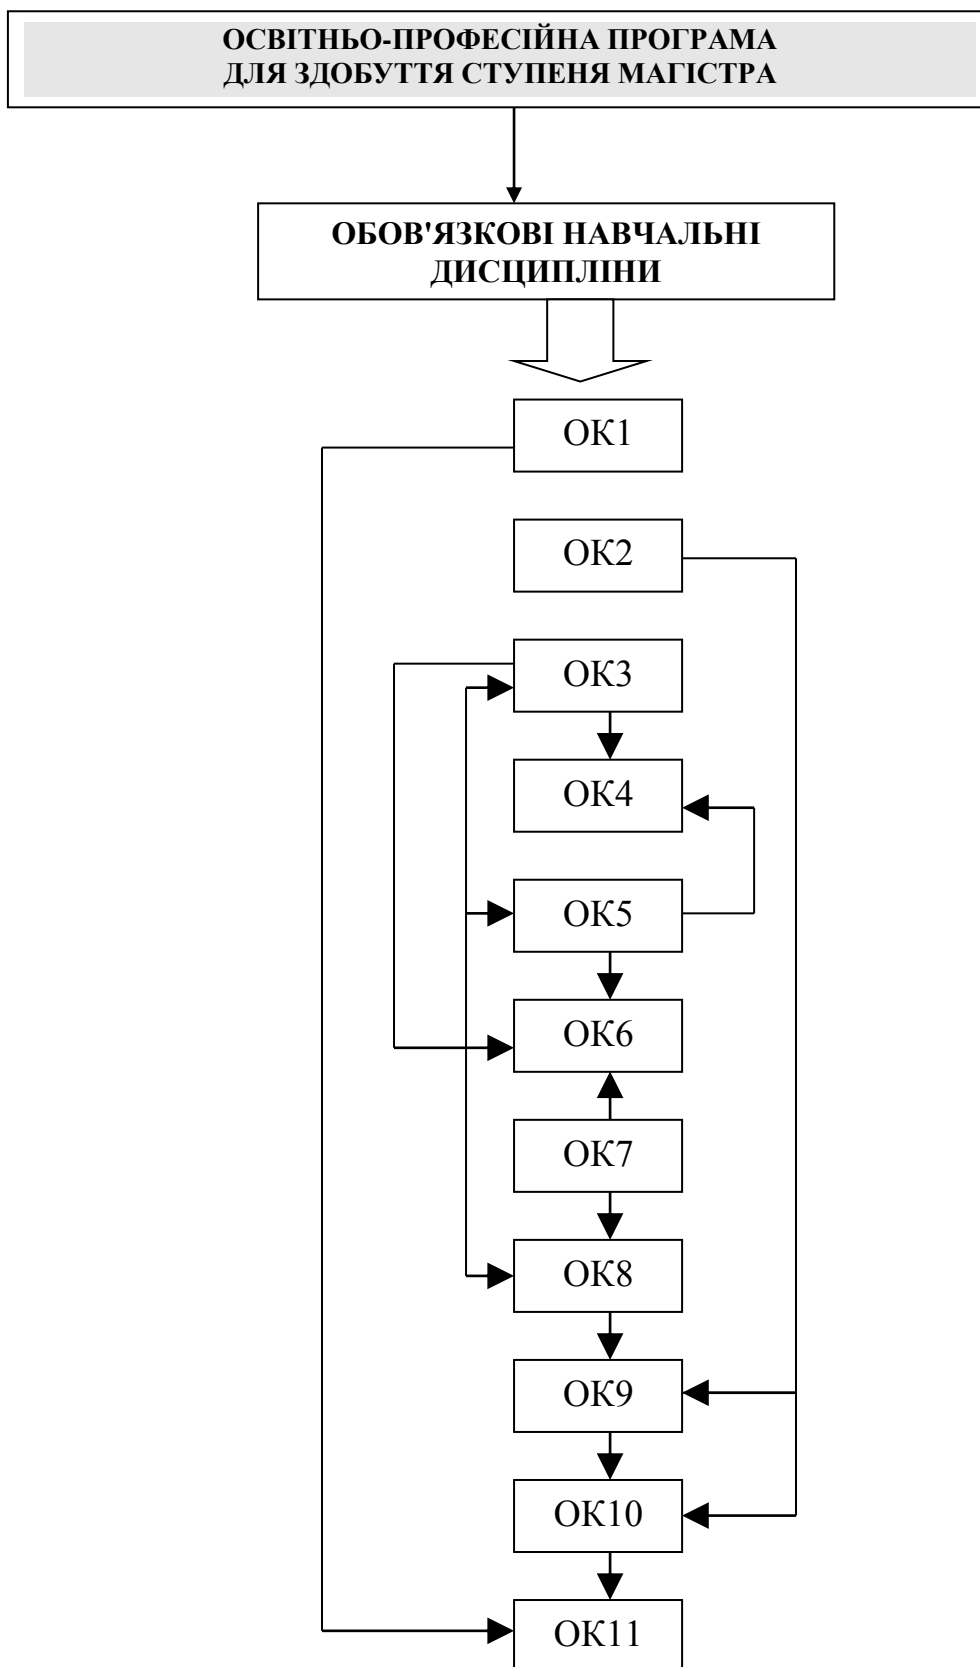 ОСВІТНЬО-ПРОФЕСІЙНА ПРОГРАМА
ДЛЯ ЗДОБУТТЯ СТУПЕНЯ МАГІСТРА
ОБОВ'ЯЗКОВІ НАВЧАЛЬНІ
ДИСЦИПЛІНИ
ОК1
ОК2
ОК3
ОК4
ОК5
ОК6
ОК7
ОК8
ОК9
ОК10
ОК11